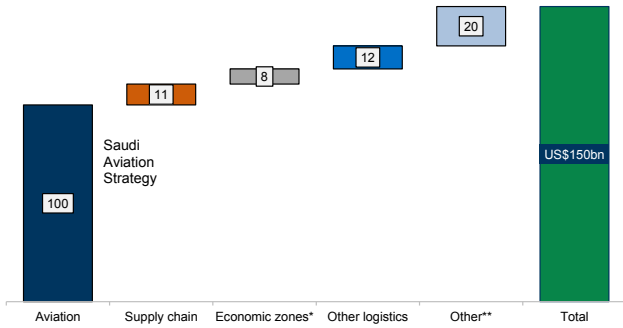 20
12
8
11
Saudi
Aviation
Strategy
US$150bn
100
Aviation
Supply chain
Economic zones*
Other logistics
Other**
Total